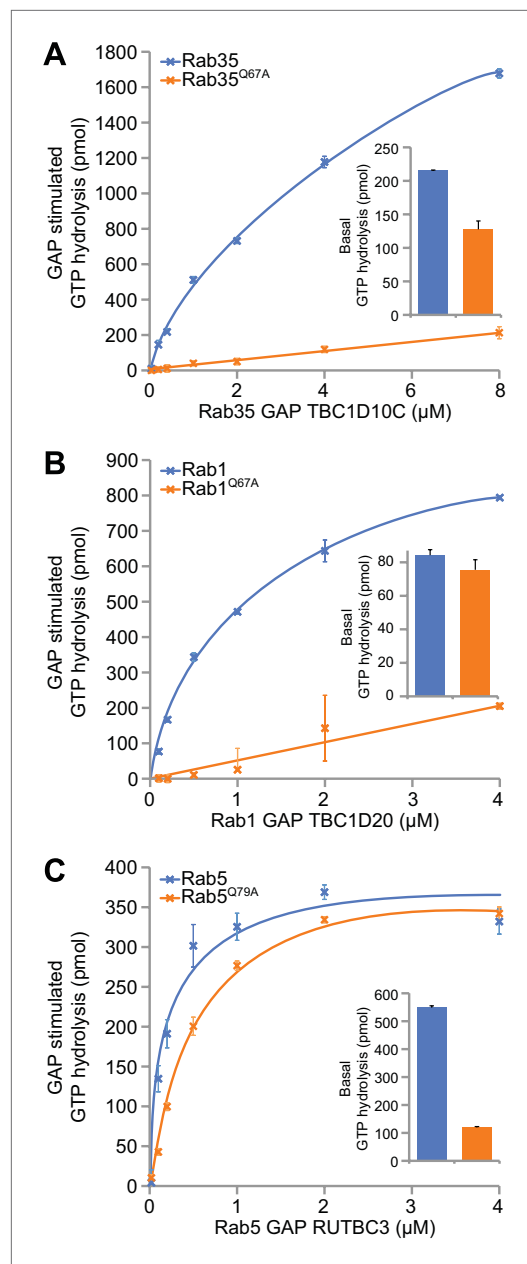 A
Rab35
Rab35Q67A
GAP stimulated
GTP hydrolysis (pmol)
1800
1600
1400
1200
1000
800
600
400
200
0
0 2 4 6 8
Rab35 GAP TBC1D10C (µM)
Basal
GTP hydrolysis (pmol)
250
200
150
100
50
0
B
Rab1
Rab1Q67A
GAP stimulated
GTP hydrolysis (pmol)
900
800
700
600
500
400
300
200
100
0
0 1 2 3 4
Rab1 GAP TBC1D20 (µM)
Basal
GTP hydrolysis (pmol)
80
60
40
20
0
C
Rab5
Rab5Q79A
GAP stimulated
GTP hydrolysis (pmol)
400
350
300
250
200
150
100
50
0
0 1 2 3 4
Rab5 GAP RUTBC3 (µM)
Basal
GTP hydrolysis (pmol)
600
500
400
300
200
100
0